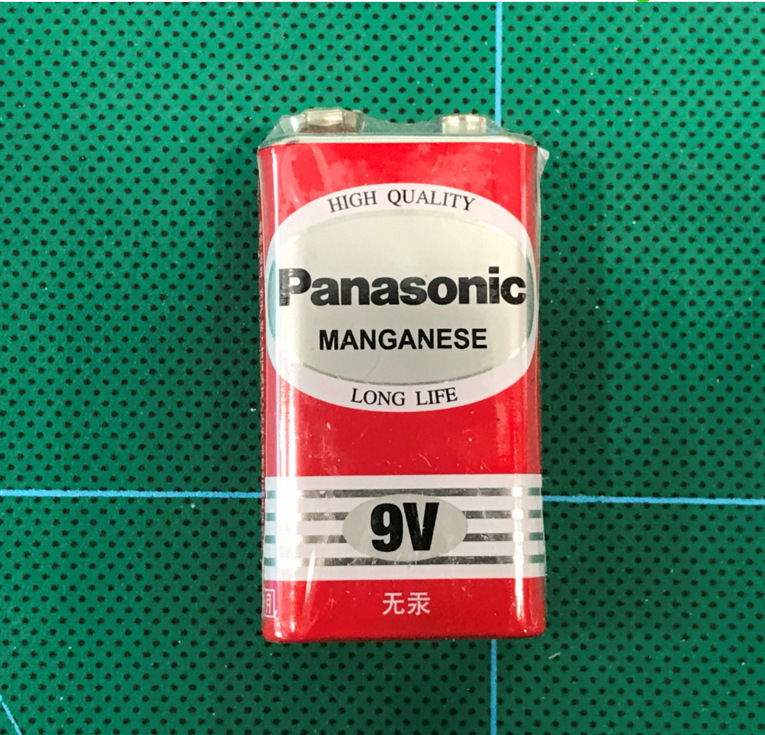 HIGH QUALITY
Panasonic
MANGANESE
LONG LIFE
9V
无汞